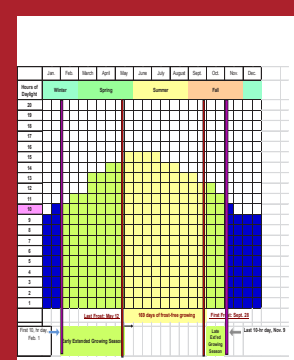 Jan. Feb. March April May June July August Sept. Oct. Nov. Dec.
Hours of Daylight Winter Spring Summer Fall
20
19
18
17
16
15
14
13
12
11
10
9
8
7
6
5
4
3
2
1
Last Frost: May 12 169 days of frost-free growing First Frost: Sept. 28
First 10, hr day, Feb. 1
Early Extended Growing Season
Late Ext'ed Growing Season
Last 10-hr day, Nov. 9